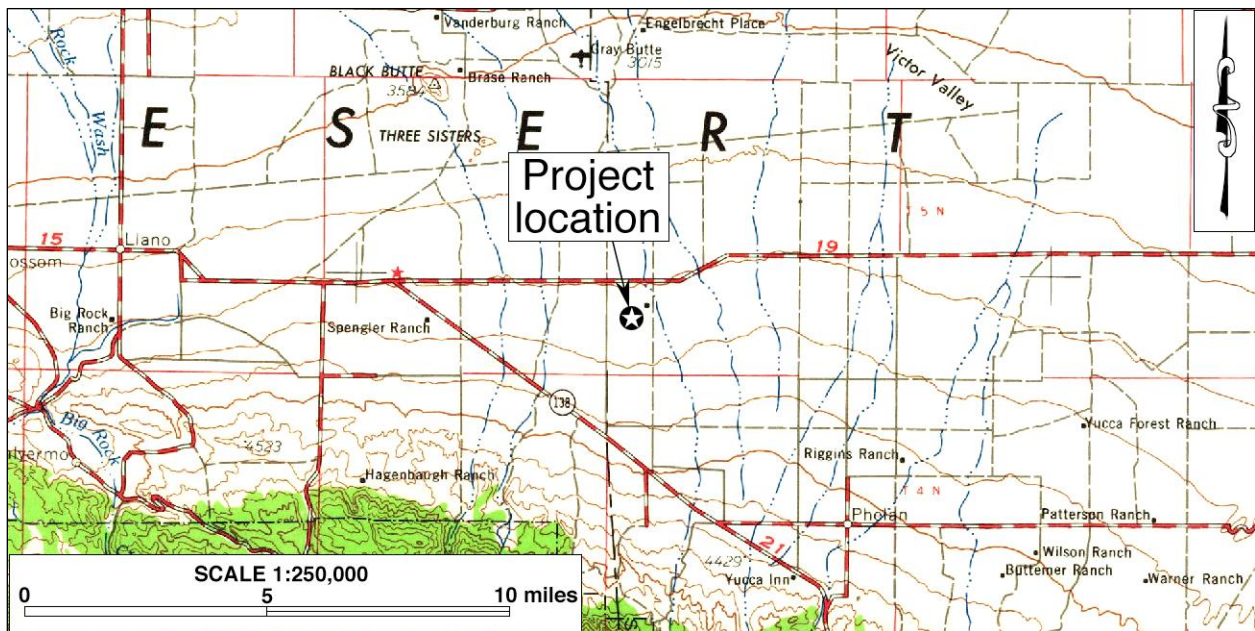 Vanderburg Ranch
Engelbrecht Place
Gray Butte
3015
Rock
Wash
BLACK BUTTE
3584
Brase Ranch
Victor Valley
E S E R T
THREE SISTERS
Project
location
T 5 N
15
Llano
19
ossom
Big Rock
Ranch
Spengler Ranch
138
Yucca Forest Ranch
Big Rock
4523
alyermo
Hagenbaugh Ranch
Riggins Ranch
T 4 N
Phelan
Patterson Ranch
21
4429
Yucca Inn
Wilson Ranch
Buttemer Ranch
Warner Ranch
SCALE 1:250,000
0 5 10 miles